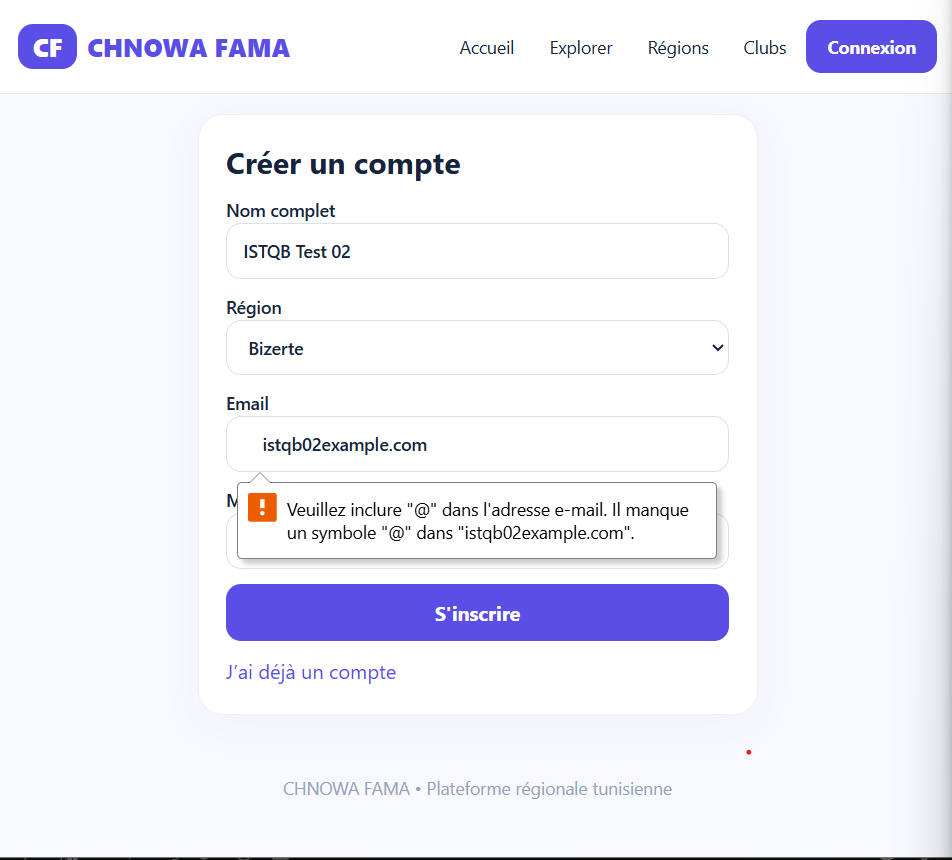 CF CHNOWA FAMA Accueil Explorer Régions Clubs Connexion
Créer un compte
Nom complet
ISTQB Test 02
Région
Bizerte
Email
istqb02example.com
M
Veuillez inclure "@" dans l'adresse e-mail. Il manque
un symbole "@" dans "istqb02example.com".
S'inscrire
J’ai déjà un compte
CHNOWA FAMA • Plateforme régionale tunisienne